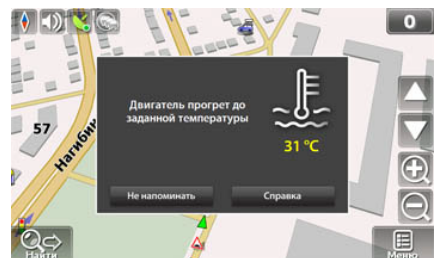 0
Двигатель прогрет до
заданной температуры
31 °C
57
Нагибин
Не напоминать
Справка
Найти
Меню